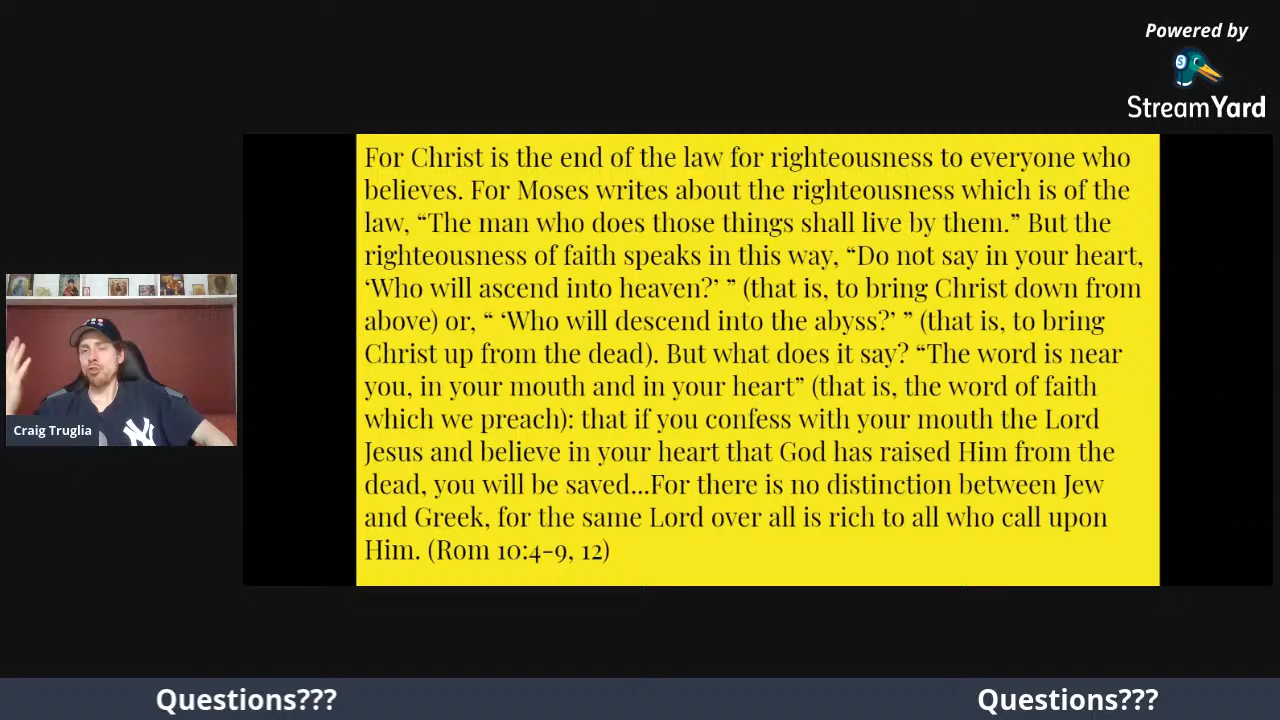 Powered by
S
StreamYard
For Christ is the end of the law for righteousness to everyone who
believes. For Moses writes about the righteousness which is of the
law, “The man who does those things shall live by them.” But the
righteousness of faith speaks in this way, “Do not say in your heart,
‘Who will ascend into heaven?’ ” (that is, to bring Christ down from
above) or, “ ‘Who will descend into the abyss?’ ” (that is, to bring
Christ up from the dead). But what does it say? “The word is near
you, in your mouth and in your heart” (that is, the word of faith
which we preach): that if you confess with your mouth the Lord
Jesus and believe in your heart that God has raised Him from the
dead, you will be saved...For there is no distinction between Jew
and Greek, for the same Lord over all is rich to all who call upon
Him. (Rom 10:4-9, 12)
NY
Craig Truglia
Questions???
Questions???